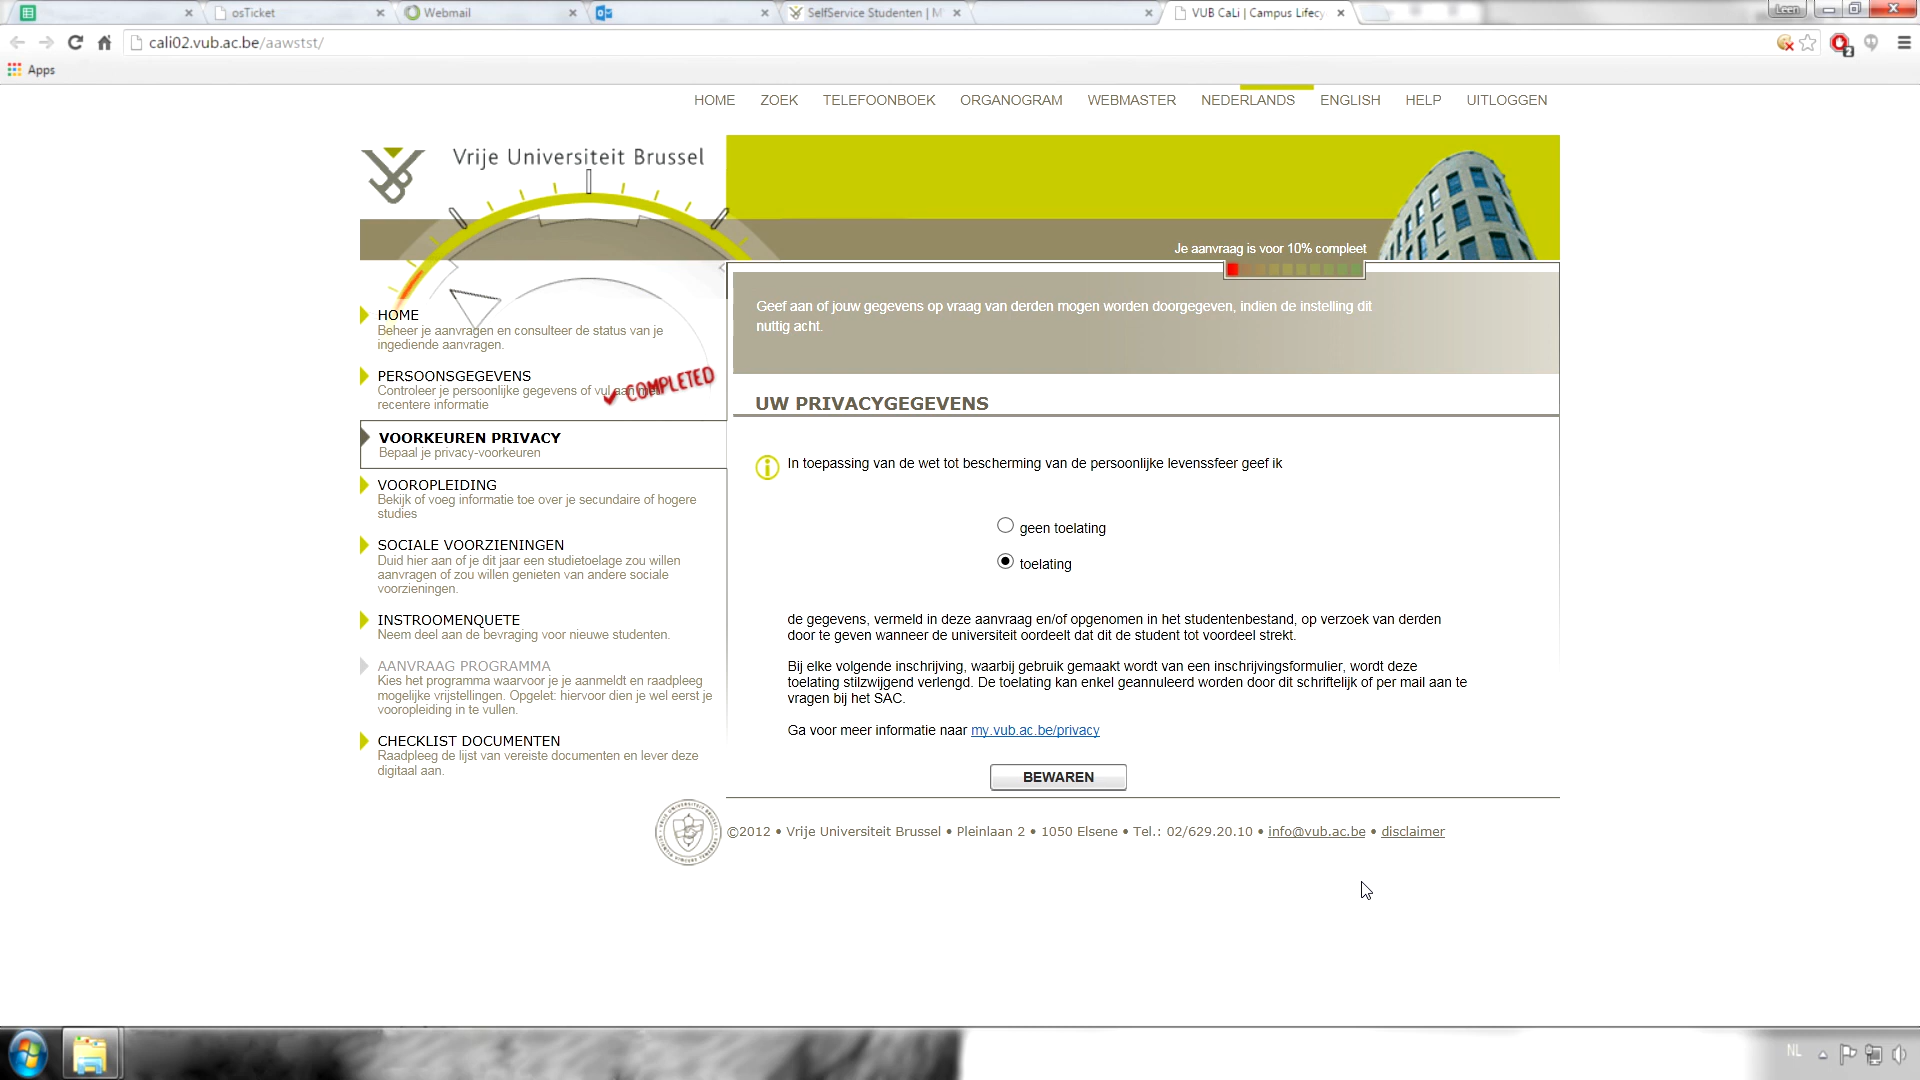 osTicket
Webmail
SelfService Studenten | M
VUB CaLi | Campus Lifecy
Leen
cali02.vub.ac.be/aawstst/
2
Apps
HOME ZOEK TELEFOONBOEK ORGANOGRAM WEBMASTER NEDERLANDS ENGLISH HELP UITLOGGEN
Vrije Universiteit Brussel
Je aanvraag is voor 10% compleet
Geef aan of jouw gegevens op vraag van derden mogen worden doorgegeven, indien de instelling dit
nuttig acht.
HOME
Beheer je aanvragen en consulteer de status van je
ingediende aanvragen.
PERSOONSGEGEVENS
Controleer je persoonlijke gegevens of vul aan met
recentere informatie
COMPLETED
VOORKEUREN PRIVACY
Bepaal je privacy-voorkeuren
VOOROPLEIDING
Bekijk of voeg informatie toe over je secundaire of hogere
studies
SOCIALE VOORZIENINGEN
Duid hier aan of je dit jaar een studietoelage zou willen
aanvragen of zou willen genieten van andere sociale
voorzieningen.
INSTROOMENQUETE
Neem deel aan de bevraging voor nieuwe studenten.
AANVRAAG PROGRAMMA
Kies het programma waarvoor je je aanmeldt en raadpleeg
mogelijke vrijstellingen. Opgelet: hiervoor dien je wel eerst je
vooropleiding in te vullen.
CHECKLIST DOCUMENTEN
Raadpleeg de lijst van vereiste documenten en lever deze
digitaal aan.
UW PRIVACYGEGEVENS
In toepassing van de wet tot bescherming van de persoonlijke levenssfeer geef ik
geen toelating
toelating
de gegevens, vermeld in deze aanvraag en/of opgenomen in het studentenbestand, op verzoek van derden
door te geven wanneer de universiteit oordeelt dat dit de student tot voordeel strekt.
Bij elke volgende inschrijving, waarbij gebruik gemaakt wordt van een inschrijvingsformulier, wordt deze
toelating stilzwijgend verlengd. De toelating kan enkel geannuleerd worden door dit schriftelijk of per mail aan te
vragen bij het SAC.
Ga voor meer informatie naar my.vub.ac.be/privacy
BEWAREN
©2012 • Vrije Universiteit Brussel • Pleinlaan 2 • 1050 Elsene • Tel.: 02/629.20.10 • info@vub.ac.be • disclaimer
NL